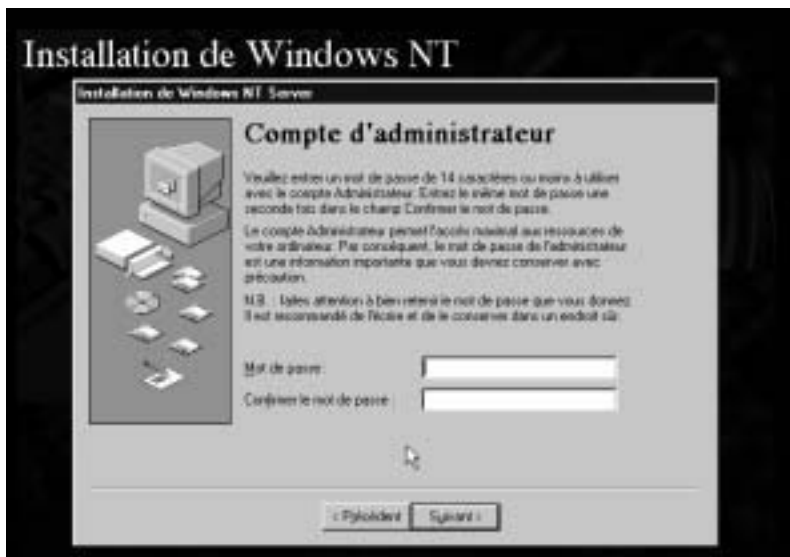 Installation de Windows NT
Installation de Windows NT Server
Compte d'administrateur
Veuillez entrer un mot de passe de 14 caractères ou moins à utiliser
avec le compte Administrateur. Entrez le même mot de passe une
seconde fois dans le champ Confirmer le mot de passe.
Le compte Administrateur permet l'accès maximal aux ressources de
votre ordinateur. Par conséquent, le mot de passe de l'administrateur
est une information importante que vous devrez conserver avec
précaution.
N.B. : faites attention à bien retenir le mot de passe que vous donnez.
Il est recommandé de l'écrire et de le conserver dans un endroit sûr.
Mot de passe :
Confirmer le mot de passe :
< Précédent
Suivant >